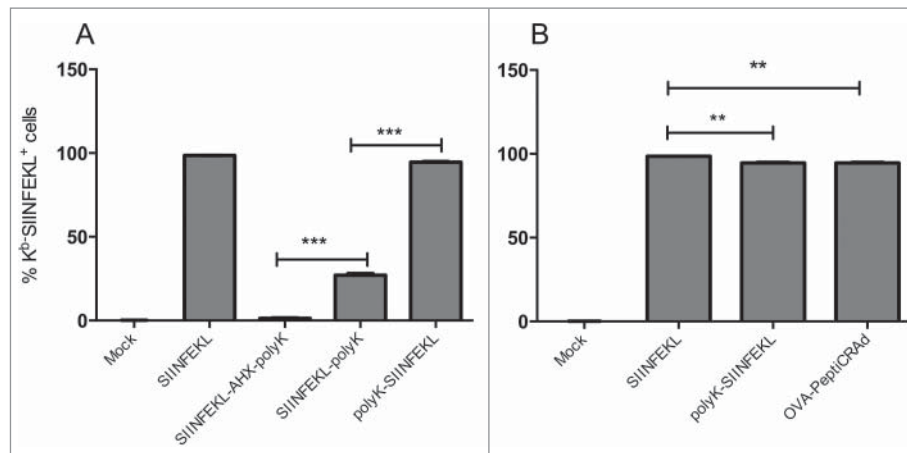 A
% Kᵇ-SIINFEKL⁺ cells
150
100
50
0
***
***
Mock
SIINFEKL
SIINFEKL-AHX-polyK
SIINFEKL-polyK
polyK-SIINFEKL
B
150
100
50
0
**
**
Mock
SIINFEKL
polyK-SIINFEKL
OVA-PeptiCRAd